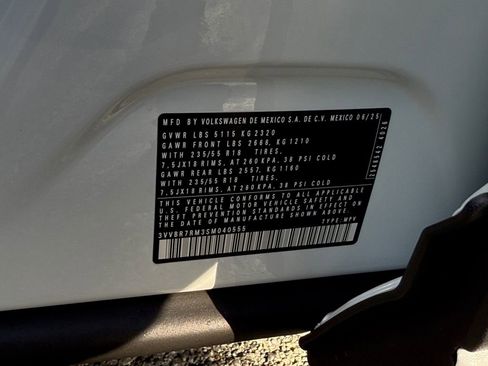 MFD BY VOLKSWAGEN DE MEXICO S.A. DE C.V. MEXICO 06/25
GVWR LBS 5115 KG 2320
GAWR FRONT LBS 2668, KG 1210
WITH 235/55 R18 TIRES.
7.5JX18 RIMS, AT 260 KPA, 38 PSI COLD
GAWR REAR LBS 2557, KG 1160
WITH 235/55 R18 TIRES.
7.5JX18 RIMS, AT 260 KPA, 38 PSI COLD
THIS VEHICLE CONFORMS TO ALL APPLICABLE
U.S. FEDERAL MOTOR VEHICLE SAFETY AND
THEFT PREVENTION STANDARDS IN EFFECT ON
THE DATE OF MANUFACTURE SHOWN ABOVE.
3VVBR7RM3SM040555 TYPE: MPV